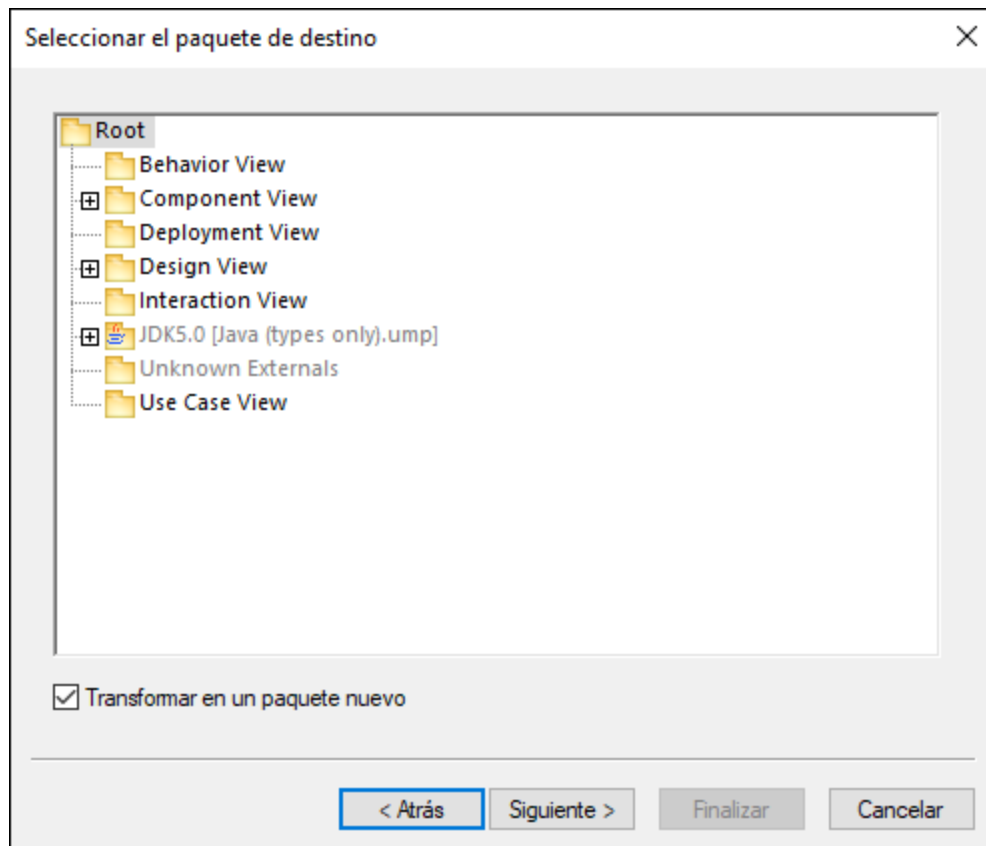 Seleccionar el paquete de destino
Root
Behavior View
Component View
Deployment View
Design View
Interaction View
JDK5.0 [Java (types only).ump]
Unknown Externals
Use Case View
Transformar en un paquete nuevo
< Atrás Siguiente > Finalizar Cancelar